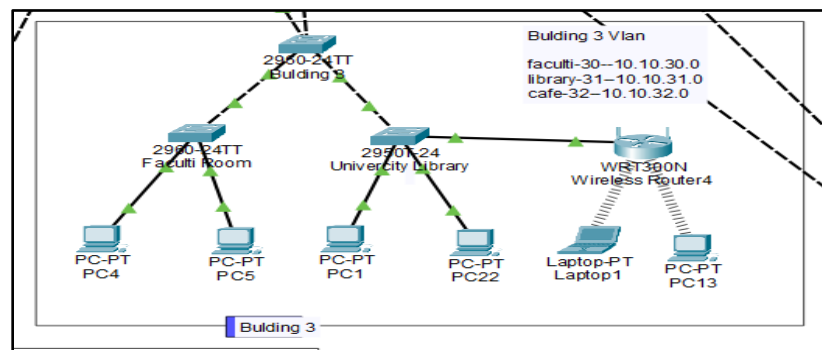 2960-24TT
Bulding 3
Bulding 3 Vlan
faculti-30--10.10.30.0
library-31--10.10.31.0
cafe-32--10.10.32.0
2960-24TT
Faculti Room
2950T-24
Univercity Library
WRT300N
Wireless Router4
PC-PT
PC4
PC-PT
PC5
PC-PT
PC1
PC-PT
PC22
Laptop-PT
Laptop1
PC-PT
PC13
Bulding 3